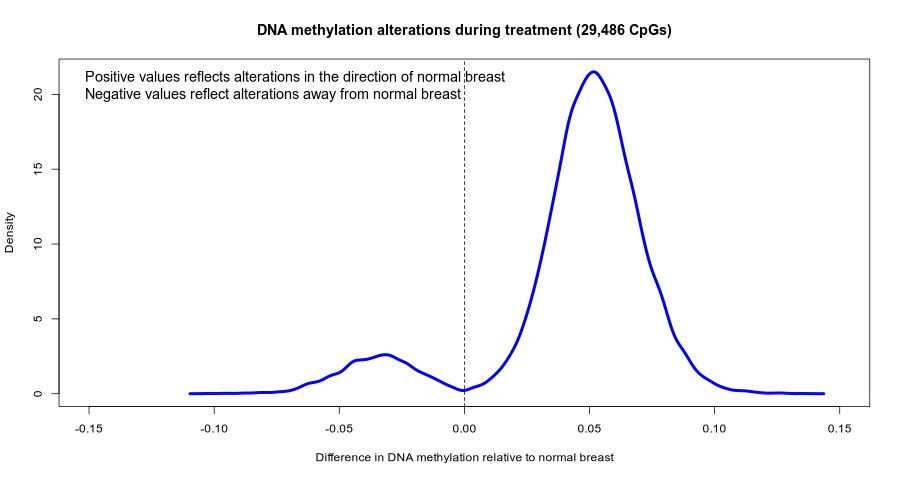 DNA methylation alterations during treatment (29,486 CpGs)
Positive values reflects alterations in the direction of normal breast
Negative values reflect alterations away from normal breast
Density
20
15
10
5
0
-0.15
-0.10
-0.05
0.00
0.05
0.10
0.15
Difference in DNA methylation relative to normal breast